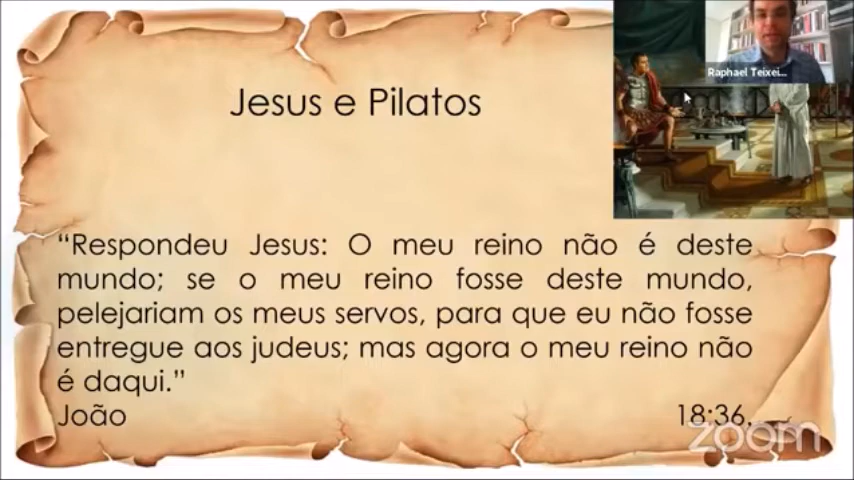 Jesus e Pilatos
Raphael Teixei...
“Respondeu Jesus: O meu reino não é deste
mundo; se o meu reino fosse deste mundo,
pelejariam os meus servos, para que eu não fosse
entregue aos judeus; mas agora o meu reino não
é daqui.”
João 18:36.
zoom